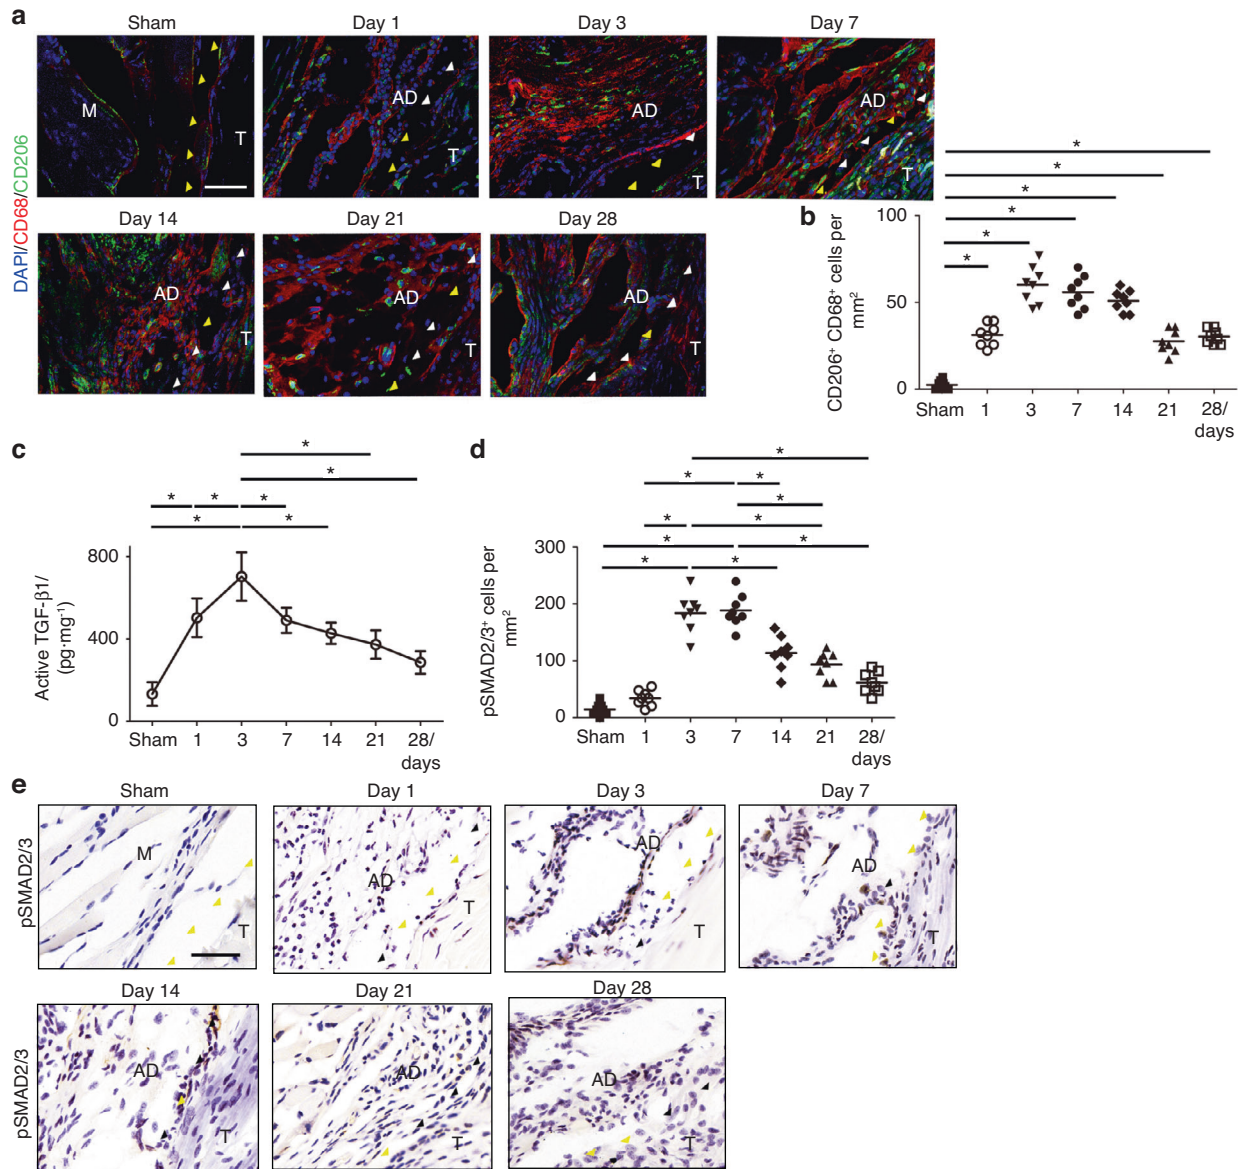 a
Sham
Day 1
Day 3
Day 7
DAPI/CD68/CD206
M
T
AD
T
AD
T
AD
T
Day 14
Day 21
Day 28
AD
T
AD
T
AD
T
b
CD206⁺ CD68⁺ cells per
mm²
100
50
0
* * * * * *
Sham 1 3 7 14 21 28/
days
c
Active TGF-β1/
(pg·mg⁻¹)
800
400
0
* * * * * * *
Sham 1 3 7 14 21 28/
days
d
pSMAD2/3⁺ cells per
mm²
300
200
100
0
* * * * * * * * * *
Sham 1 3 7 14 21 28/
days
e
Sham
Day 1
Day 3
Day 7
pSMAD2/3
M
T
AD
T
AD
T
AD
T
Day 14
Day 21
Day 28
pSMAD2/3
AD
T
AD
T
AD
T